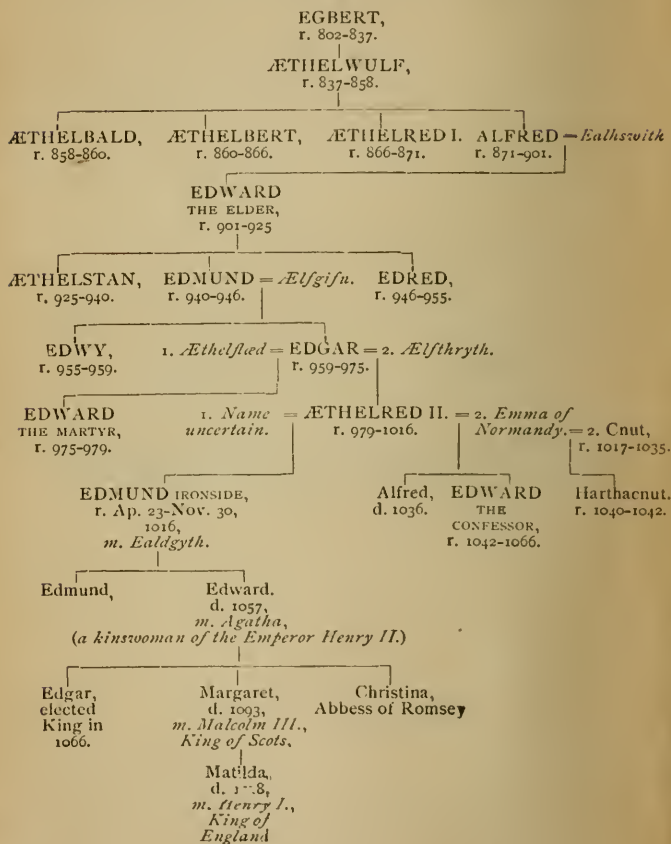 EGBERT,
r. 802-837.
ÆTHELWULF,
r. 837-858.
ÆTHELBALD, ÆTHELBERT, ÆTHELRED I. ALFRED = Ealhswith
r. 858-860. r. 860-866. r. 866-871. r. 871-901.
EDWARD
THE ELDER,
r. 901-925
ÆTHELSTAN, EDMUND = Ælfgifu. EDRED,
r. 925-940. r. 940-946. r. 946-955.
EDWY, 1. Æthelflæd = EDGAR = 2. Ælfthryth.
r. 955-959. r. 959-975.
EDWARD 1. Name = ÆTHELRED II. = 2. Emma of
THE MARTYR, uncertain. r. 979-1016. Normandy. = 2. Cnut,
r. 975-979. r. 1017-1035.
EDMUND IRONSIDE, Alfred, EDWARD Harthacnut.
r. Ap. 23-Nov. 30, d. 1036. THE r. 1040-1042.
1016, CONFESSOR,
m. Ealdgyth. r. 1042-1066.
Edmund, Edward.
d. 1057,
m. Agatha,
(a kinswoman of the Emperor Henry II.)
Edgar, Margaret, Christina,
elected d. 1093, Abbess of Romsey
King in m. Malcolm III.,
1066. King of Scots,
Matilda,
d.
m. Henry I.,
King of
England